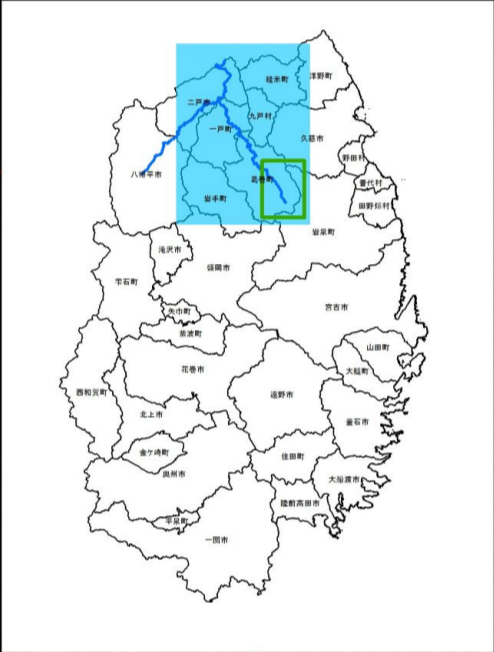 洋野町
軽米町
二戸市
九戸村
一戸町
久慈市
野田村
八幡平市
葛巻町
普代村
岩手町
田野畑村
岩泉町
滝沢市
盛岡市
雫石町
宮古市
矢巾町
紫波町
山田町
花巻市
大槌町
西和賀町
遠野市
北上市
釜石市
金ケ崎町
住田町
奥州市
大船渡市
陸前高田市
平泉町
一関市